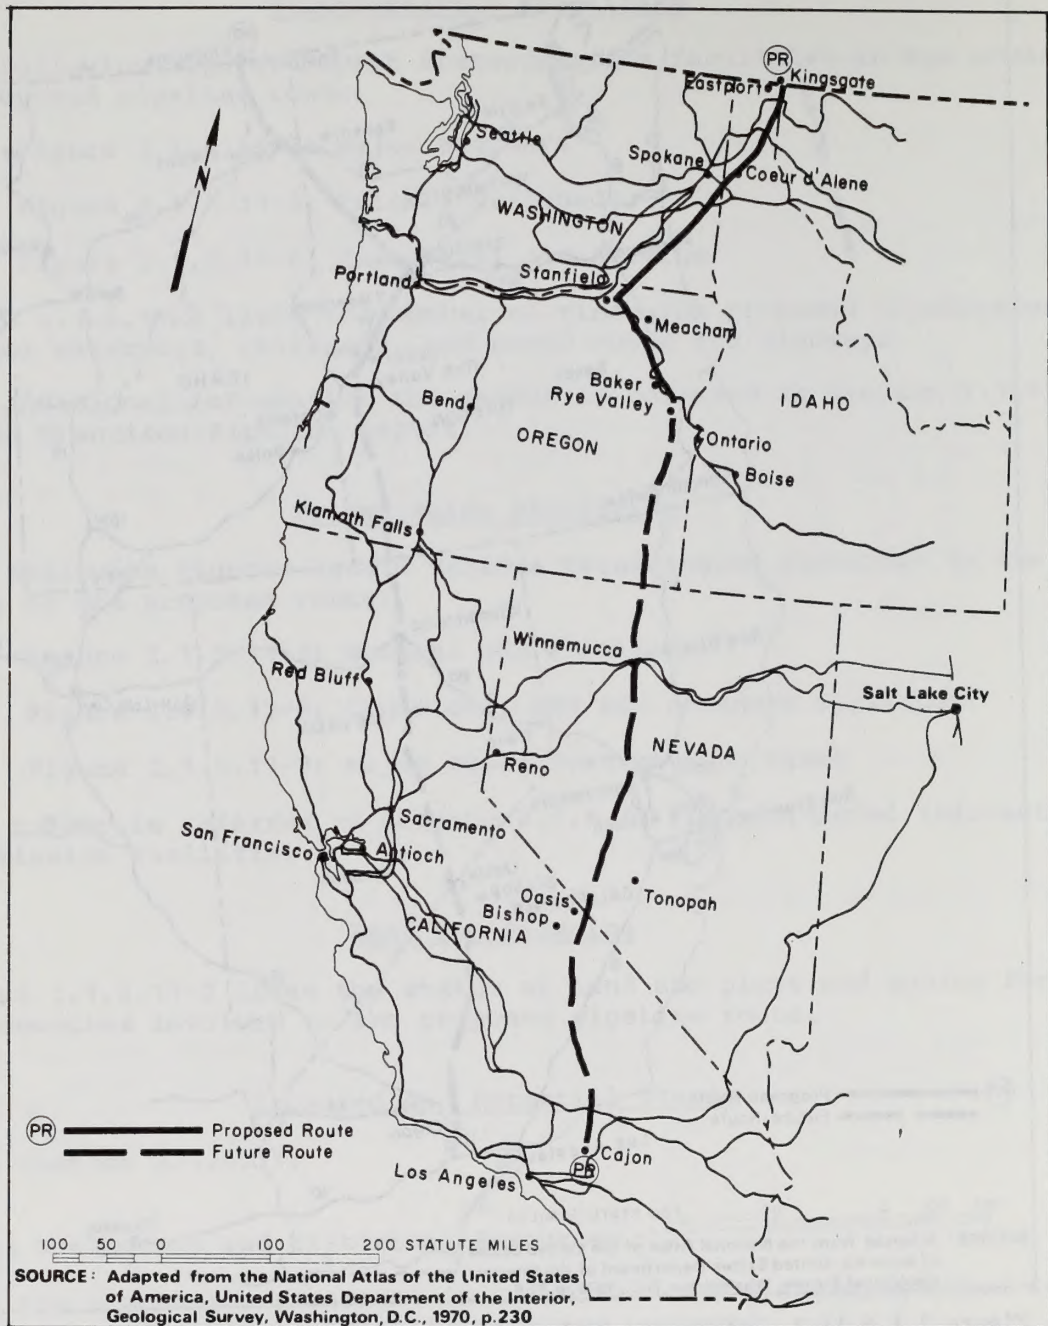 PR
Kingsgate
Eastport
Seattle
Spokane
Coeur d'Alene
N
WASHINGTON
Portland
Stanfield
Meacham
Baker
Rye Valley
IDAHO
Bend
OREGON
Ontario
Boise
Klamath Falls
Winnemucca
Red Bluff
Salt Lake City
NEVADA
Reno
Sacramento
San Francisco
Antioch
Tonopah
Oasis
Bishop
CALIFORNIA
PR Proposed Route
Future Route
Cajon
PR
Los Angeles
100 50 0 100 200 STATUTE MILES
SOURCE: Adapted from the National Atlas of the United States
of America, United States Department of the Interior,
Geological Survey, Washington, D.C., 1970, p.230